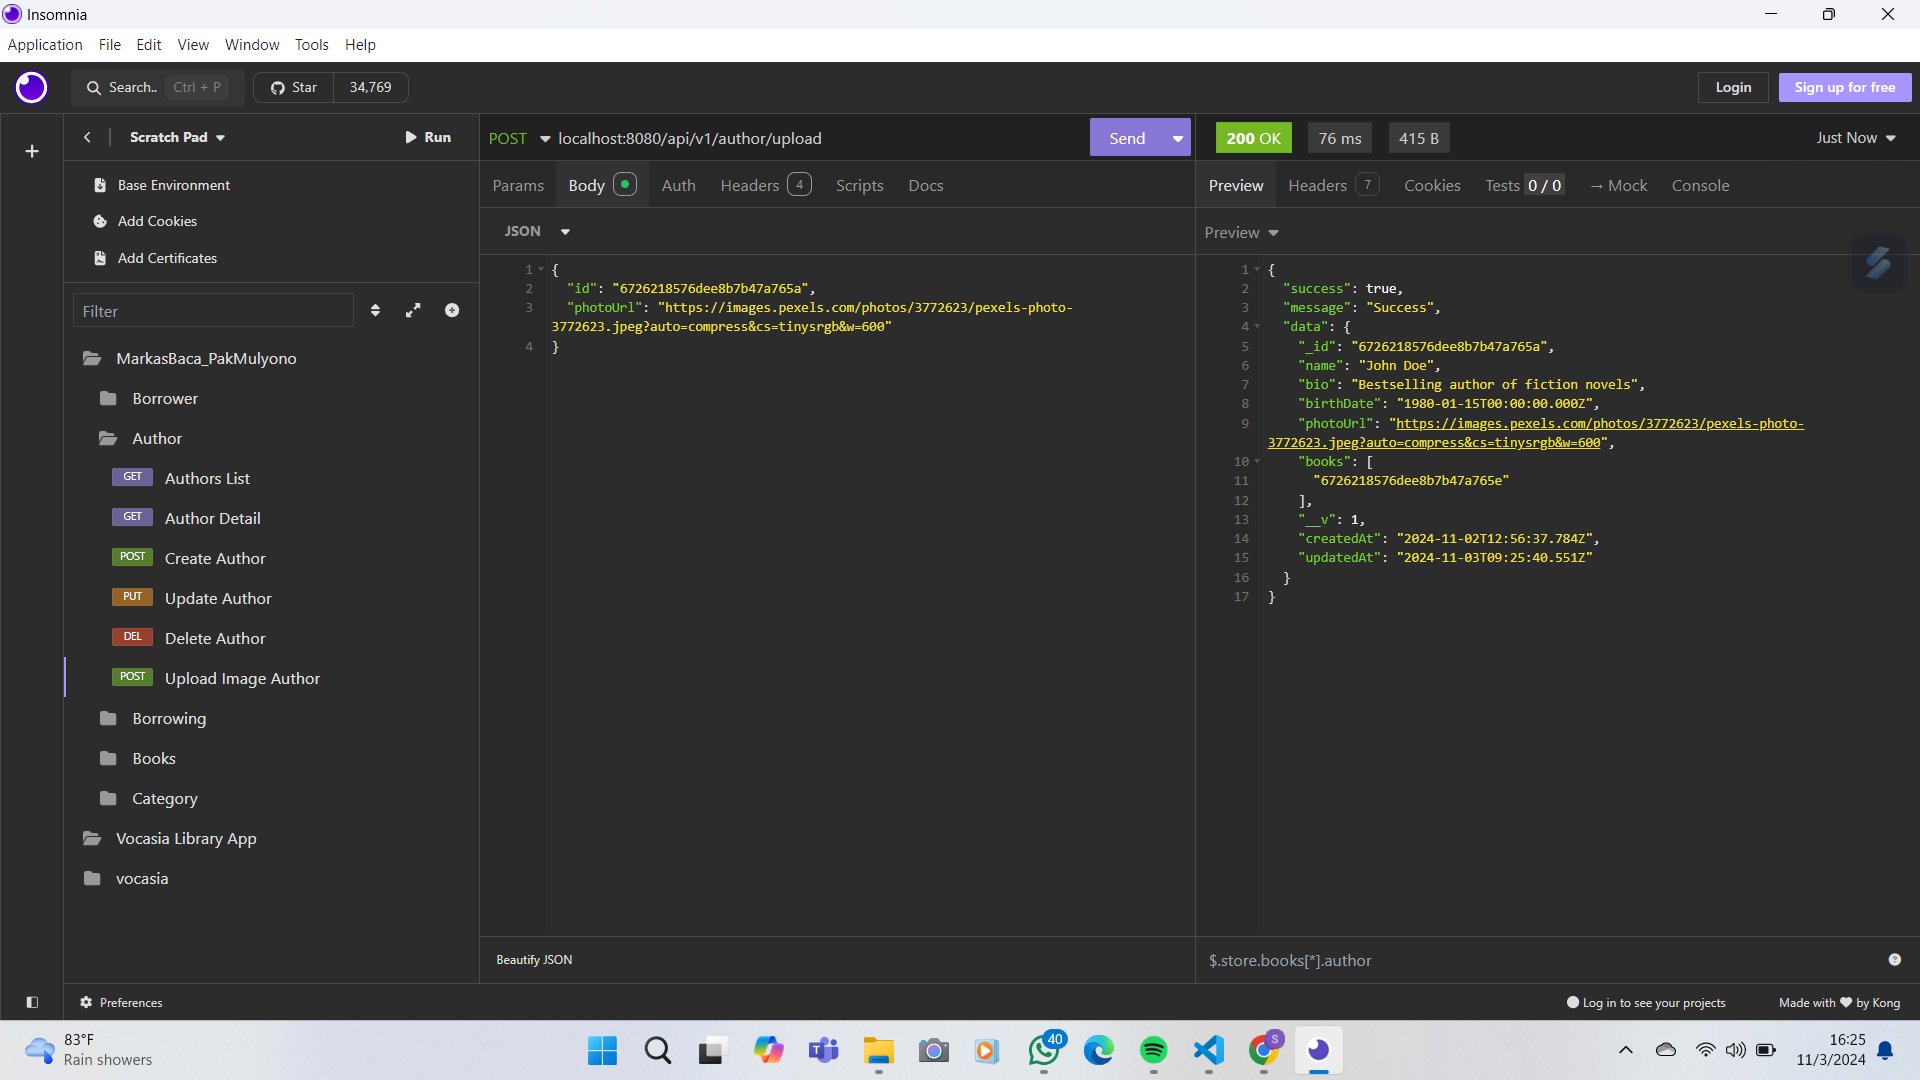 Insomnia
Application File Edit View Window Tools Help
Search.. Ctrl + P
Star 34,769
Login
Sign up for free
Scratch Pad
Run
Base Environment
Add Cookies
Add Certificates
Filter
MarkasBaca_PakMulyono
Borrower
Author
GET Authors List
GET Author Detail
POST Create Author
PUT Update Author
DEL Delete Author
POST Upload Image Author
Borrowing
Books
Category
Vocasia Library App
vocasia
POST localhost:8080/api/v1/author/upload
Send
Params Body Auth Headers 4 Scripts Docs
JSON
1 {
2 "id": "6726218576dee8b7b47a765a",
3 "photoUrl": "https://images.pexels.com/photos/3772623/pexels-photo-
3772623.jpeg?auto=compress&cs=tinysrgb&w=600"
4 }
Beautify JSON
200 OK 76 ms 415 B Just Now
Preview Headers 7 Cookies Tests 0 / 0 → Mock Console
Preview
1 {
2 "success": true,
3 "message": "Success",
4 "data": {
5 "_id": "6726218576dee8b7b47a765a",
6 "name": "John Doe",
7 "bio": "Bestselling author of fiction novels",
8 "birthDate": "1980-01-15T00:00:00.000Z",
9 "photoUrl": "https://images.pexels.com/photos/3772623/pexels-photo-
3772623.jpeg?auto=compress&cs=tinysrgb&w=600",
10 "books": [
11 "6726218576dee8b7b47a765e"
12 ],
13 "__v": 1,
14 "createdAt": "2024-11-02T12:56:37.784Z",
15 "updatedAt": "2024-11-03T09:25:40.551Z"
16 }
17 }
$.store.books[*].author
?
Preferences
Log in to see your projects
Made with ♥ by Kong
83°F
Rain showers
40
S
16:25
11/3/2024